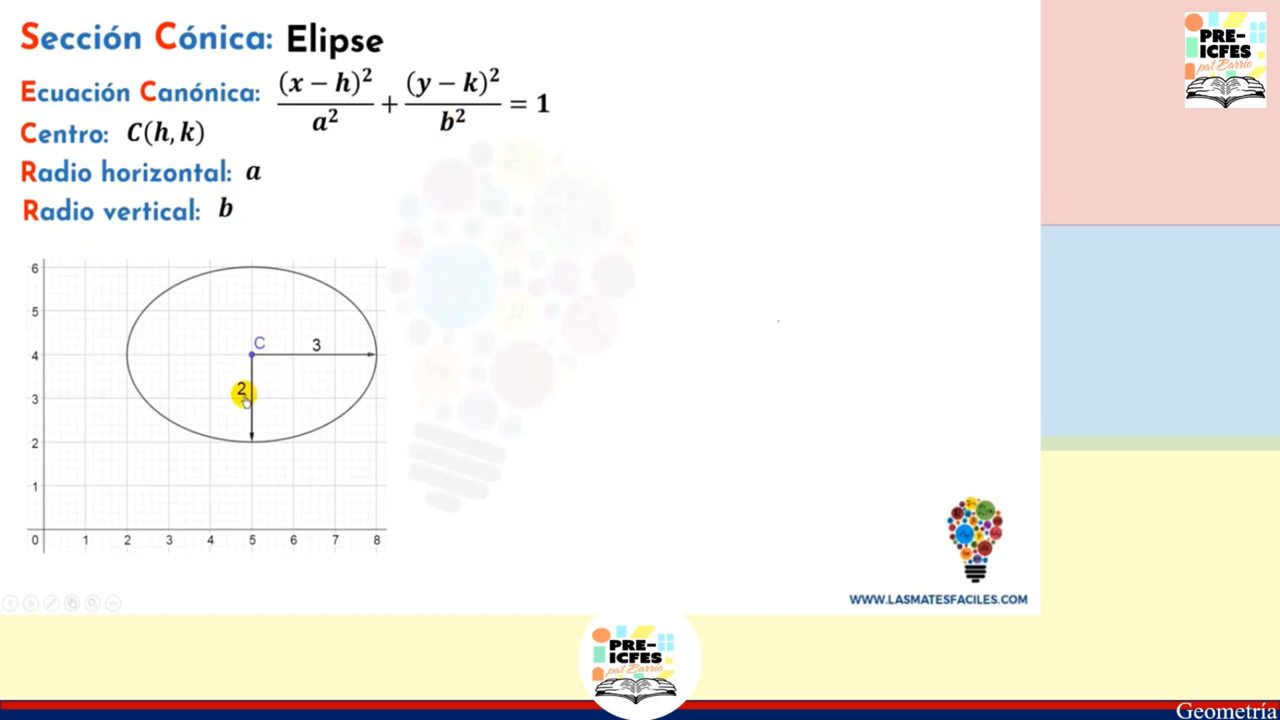 Sección Cónica: Elipse
Ecuación Canónica: (x − h)²/a² + (y − k)²/b² = 1
Centro: C(h, k)
Radio horizontal: a
Radio vertical: b
6
5
4
3
2
1
0 1 2 3 4 5 6 7 8
C
3
2
WWW.LASMATESFACILES.COM
PRE-
ICFES
pa'l Barrio
PRE-
ICFES
pa'l Barrio
Geometría